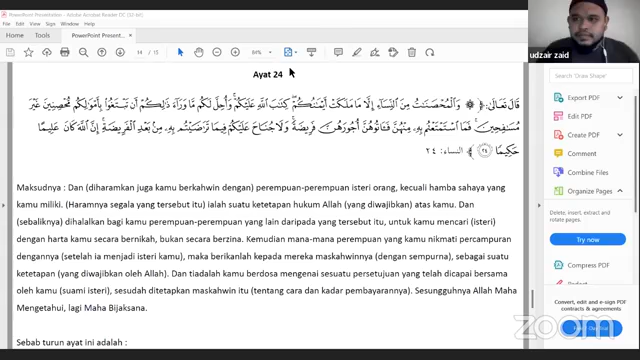 PowerPoint Presentation - Adobe Acrobat Reader DC (32-bit)
File Edit View Sign Window Help
Home Tools PowerPoint Present... ×
84%
udzair zaid
Ayat 24
قَالَ تَعَالَىٰ: ﴿ ۞ وَالْمُحْصَنَاتُ مِنَ النِّسَاءِ إِلَّا مَا مَلَكَتْ أَيْمَانُكُمْ ۖ كِتَابَ اللَّهِ عَلَيْكُمْ ۚ وَأُحِلَّ لَكُم مَّا وَرَاءَ ذَٰلِكُمْ أَن تَبْتَغُوا بِأَمْوَالِكُم مُّحْصِنِينَ غَيْرَ
مُسَافِحِينَ ۚ فَمَا اسْتَمْتَعْتُم بِهِ مِنْهُنَّ فَآتُوهُنَّ أُجُورَهُنَّ فَرِيضَةً ۚ وَلَا جُنَاحَ عَلَيْكُمْ فِيمَا تَرَاضَيْتُم بِهِ مِن بَعْدِ الْفَرِيضَةِ ۚ إِنَّ اللَّهَ كَانَ عَلِيمًا
حَكِيمًا ٢٤ ﴾ النساء: ٢٤
Maksudnya : Dan (diharamkan juga kamu berkahwin dengan) perempuan-perempuan isteri orang, kecuali hamba sahaya yang
kamu miliki. (Haramnya segala yang tersebut itu) ialah suatu ketetapan hukum Allah (yang diwajibkan) atas kamu. Dan
(sebaliknya) dihalalkan bagi kamu perempuan-perempuan yang lain daripada yang tersebut itu, untuk kamu mencari (isteri)
dengan harta kamu secara bernikah, bukan secara berzina. Kemudian mana-mana perempuan yang kamu nikmati percampuran
dengannya (setelah ia menjadi isteri kamu), maka berikanlah kepada mereka maskahwinnya (dengan sempurna), sebagai suatu
ketetapan (yang diwajibkan oleh Allah). Dan tiadalah kamu berdosa mengenai sesuatu persetujuan yang telah dicapai bersama
oleh kamu (suami isteri), sesudah ditetapkan maskahwin itu (tentang cara dan kadar pembayarannya). Sesungguhnya Allah Maha
Mengetahui, lagi Maha Bijaksana.
Sebab turun ayat ini adalah :
Search 'Draw Shape'
Export PDF
Edit PDF
Create PDF
Comment
Combine Files
Organize Pages
Delete, insert, extract and
rotate pages.
Try now
Compress PDF
Convert, edit and e-sign PDF
zoom